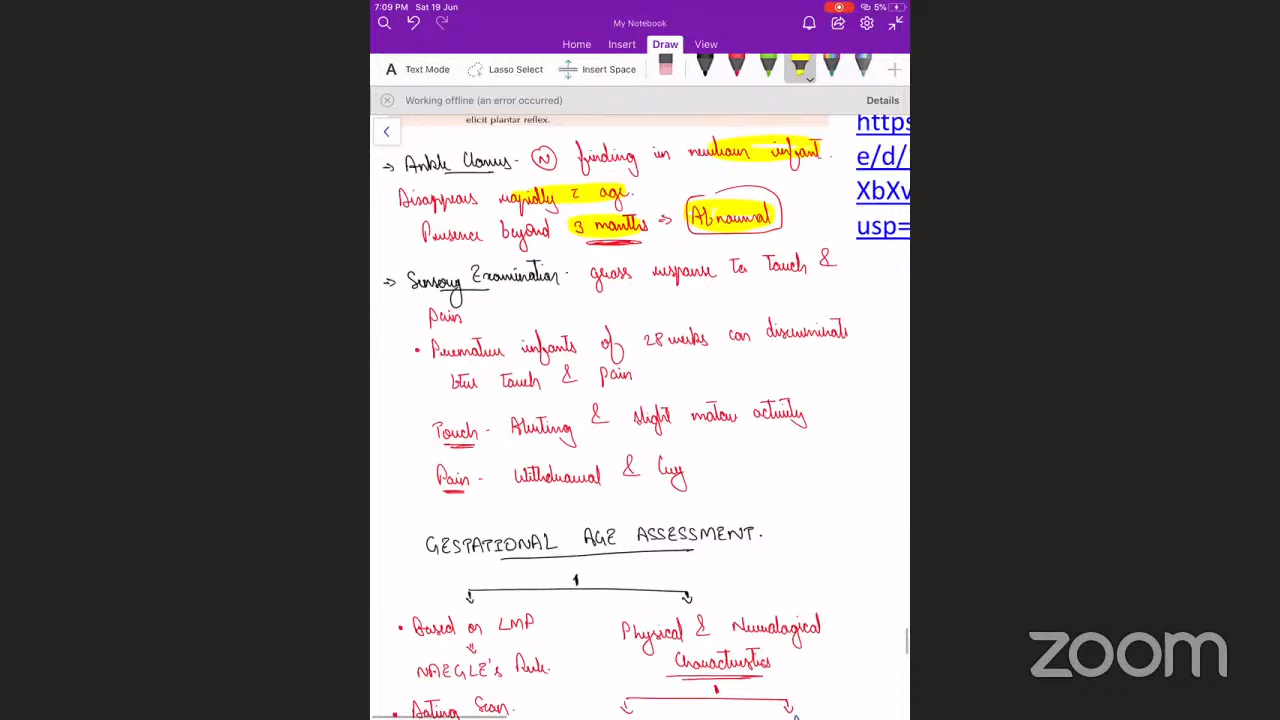 7:09 PM Sat 19 Jun 5%
My Notebook
Home Insert Draw View
A Text Mode Lasso Select Insert Space
Working offline (an error occurred) Details
elicit plantar reflex.
https
e/d/
XbXv
usp=
→ Ankle Clonus - N finding in newborn infant.
Disappears rapidly c age.
Presence beyond 3 months ⇒ Abnormal
→ Sensory Examination - gross response to Touch &
Pain
• Premature infants of 28 weeks can discriminate
btw touch & pain
Touch - Alerting & slight motor activity
Pain - Withdrawal & Cry
GESTATIONAL AGE ASSESSMENT.
• Based on LMP
NAEGLE's Rule.
• Dating Scan.
Physical & Neurological
Characteristics
zoom